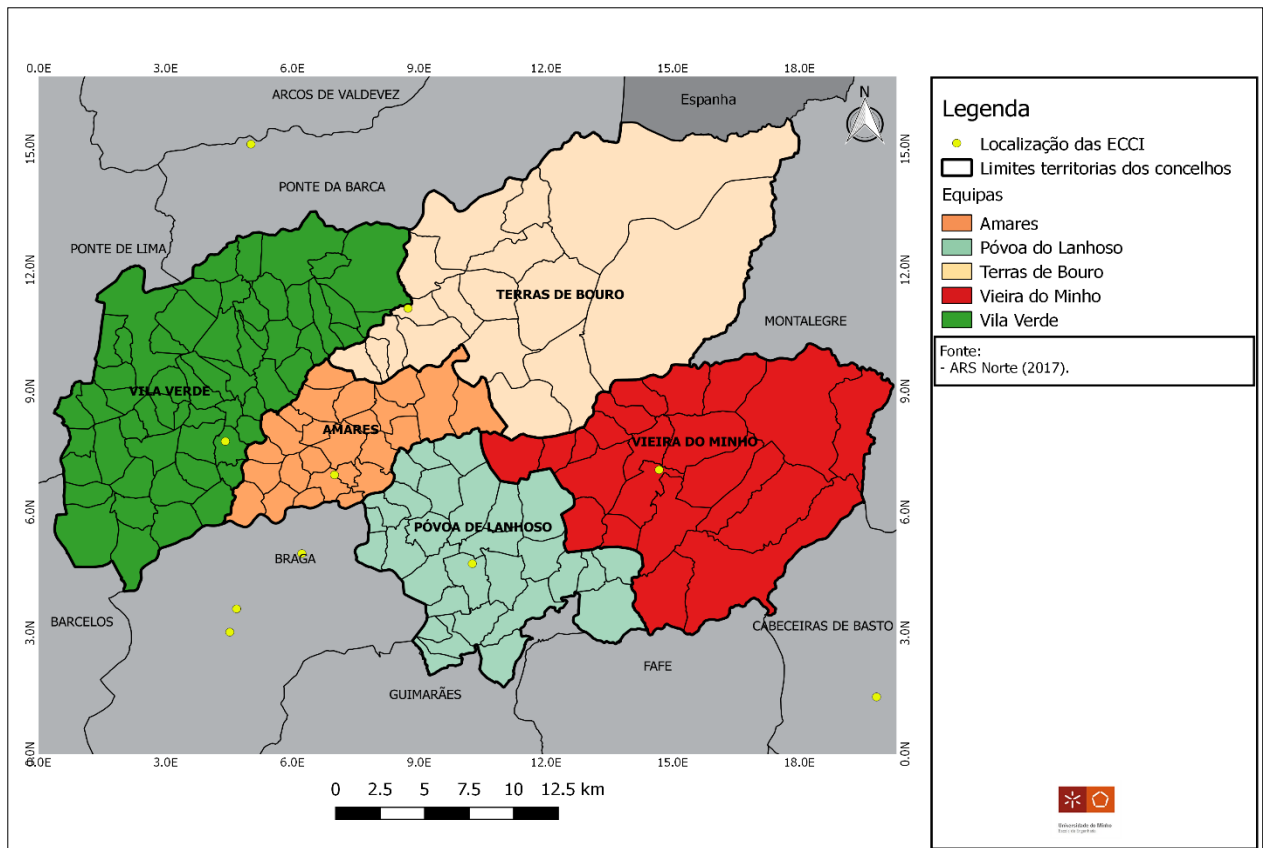 0.0E 3.0E 6.0E 9.0E 12.0E 15.0E 18.0E
ARCOS DE VALDEVEZ
Espanha
N
15.0N
15.0N
PONTE DA BARCA
PONTE DE LIMA
12.0N
12.0N
TERRAS DE BOURO
MONTALEGRE
9.0N
9.0N
VILA VERDE
AMARES
VIEIRA DO MINHO
6.0N
6.0N
PÓVOA DE LANHOSO
BRAGA
BARCELOS
3.0N
3.0N
CABECEIRAS DE BASTO
FAFE
GUIMARÃES
0.0N
0.0N
0.0E 3.0E 6.0E 9.0E 12.0E 15.0E 18.0E
0 2.5 5 7.5 10 12.5 km
Legenda
Localização das ECCI
Limites territorias dos concelhos
Equipas
Amares
Póvoa do Lanhoso
Terras de Bouro
Vieira do Minho
Vila Verde
Fonte:
- ARS Norte (2017).
Universidade do Minho
Escola de Engenharia